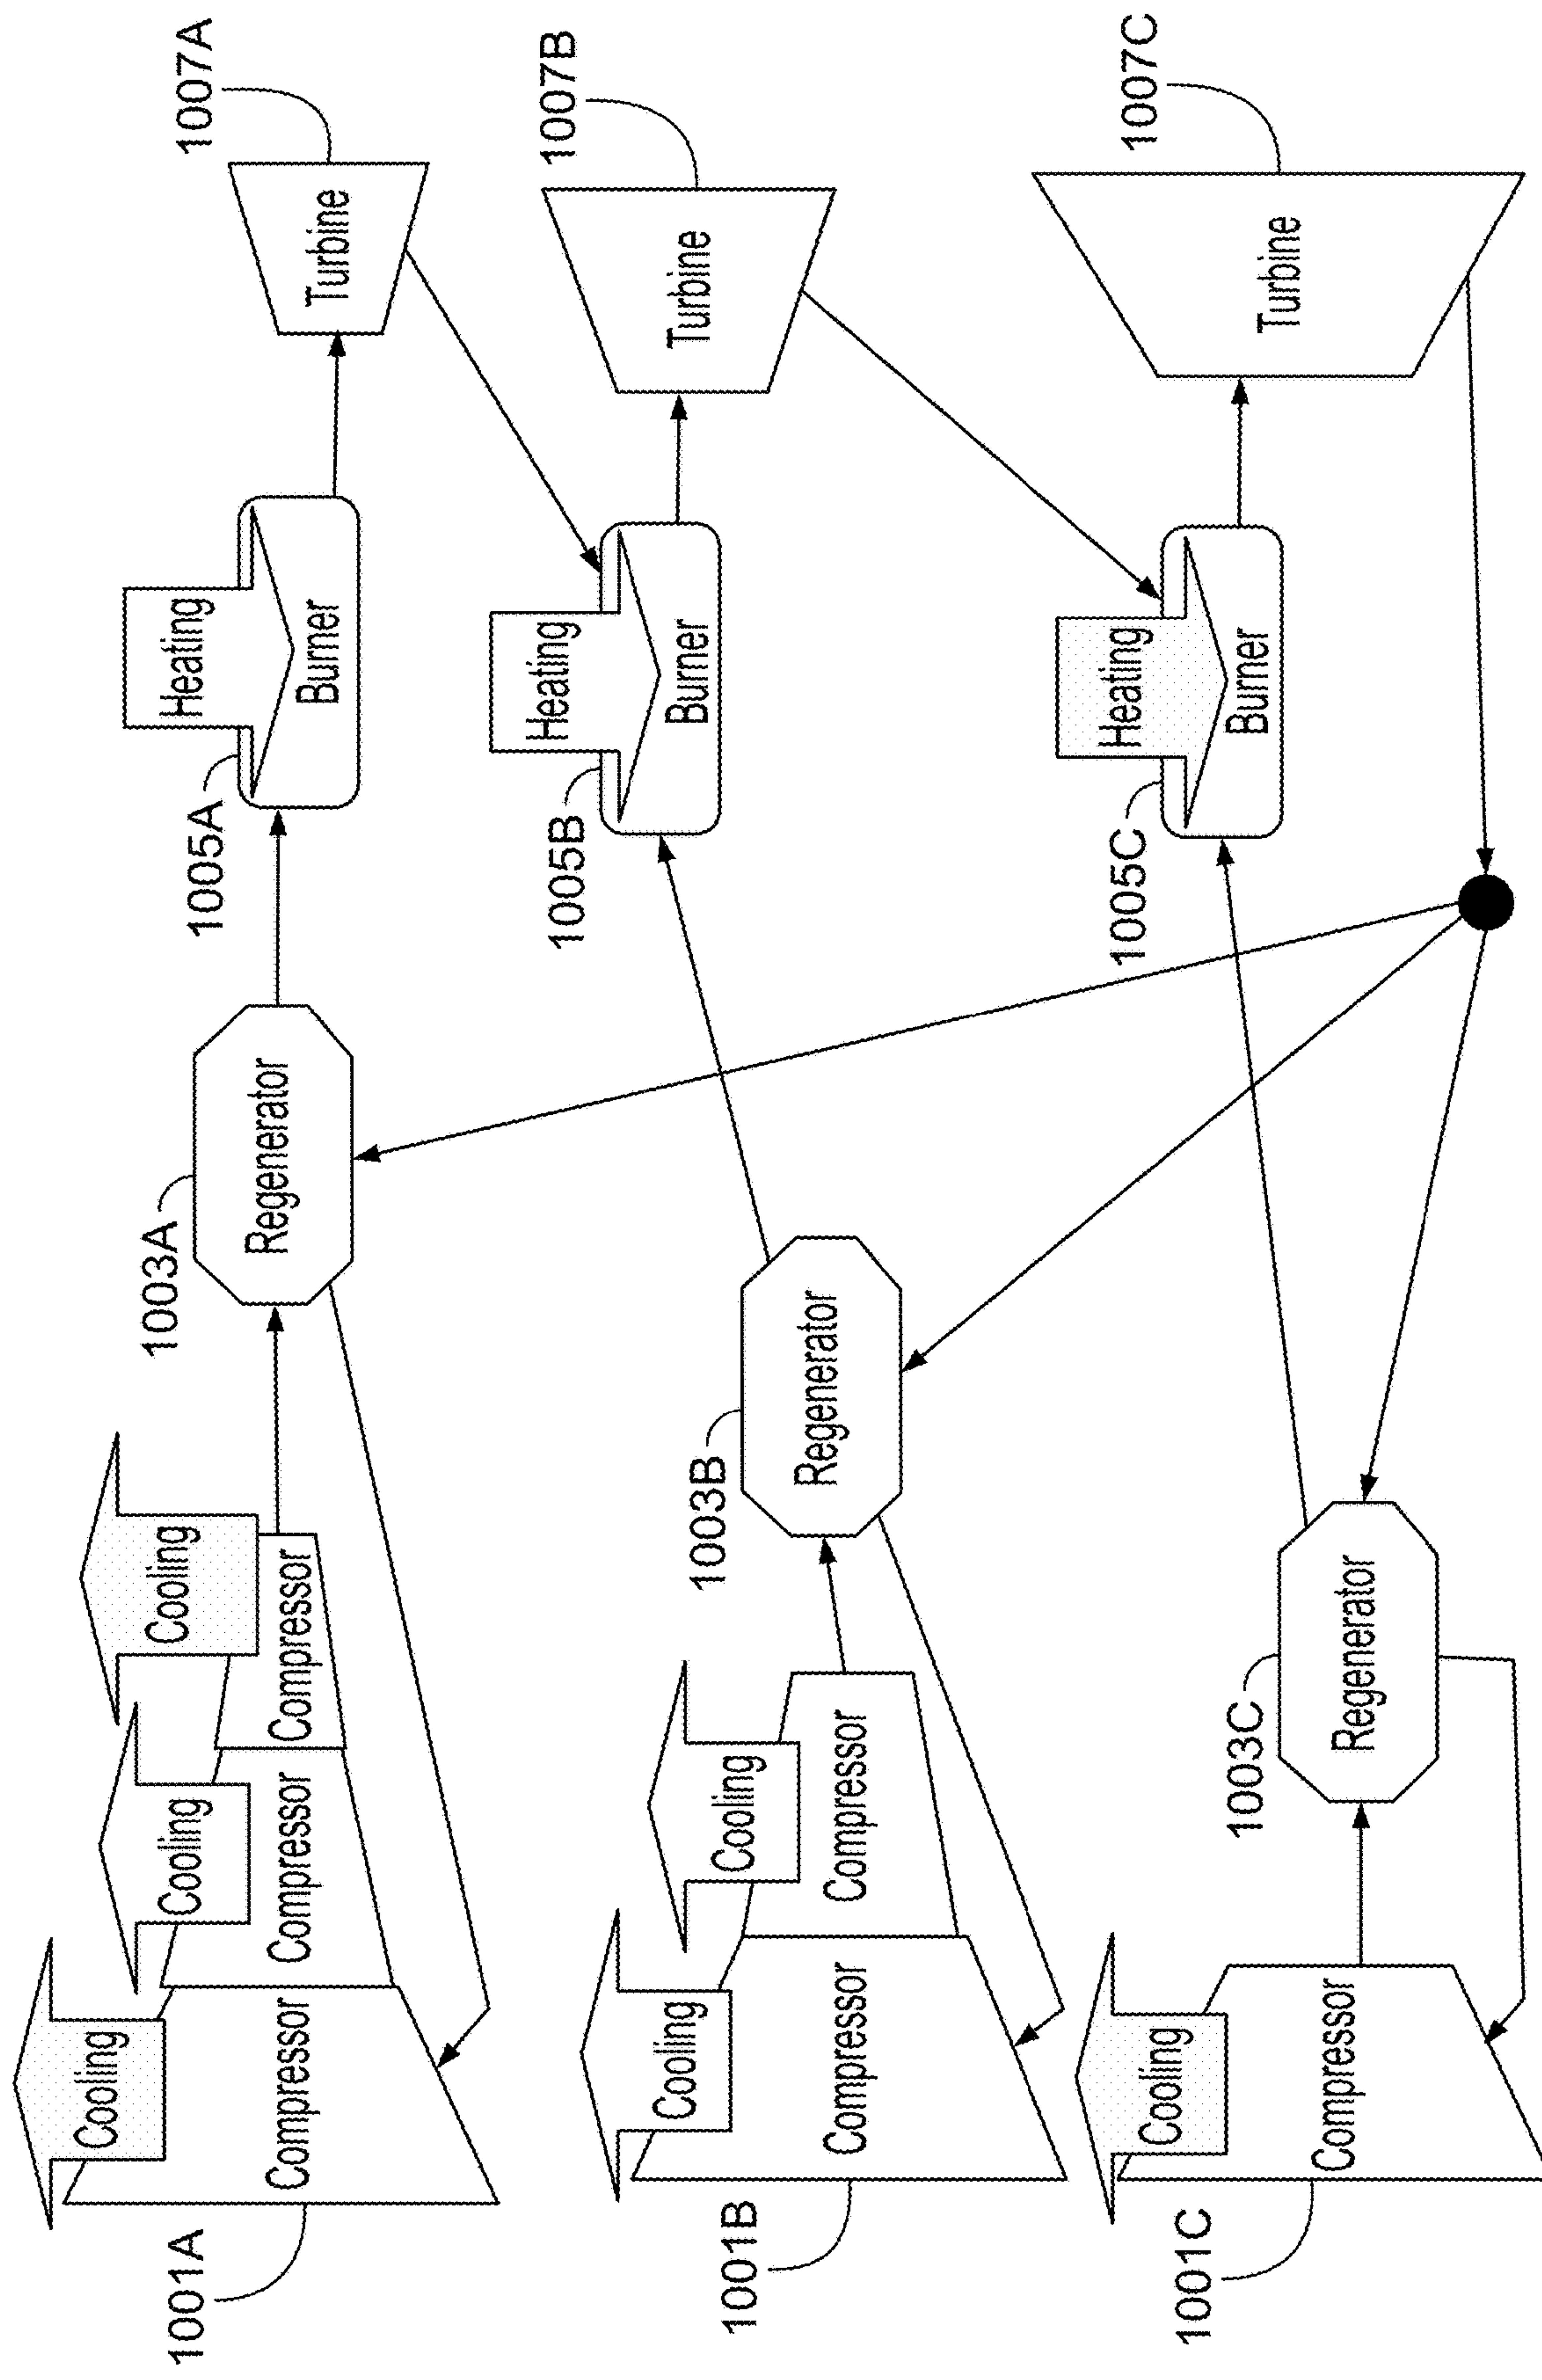 Cooling
Cooling
Cooling
Compressor
Compressor
Compressor
1001A
Regenerator
1003A
Heating
Burner
1005A
Turbine
1007A
Cooling
Cooling
Compressor
Compressor
1001B
Regenerator
1003B
Heating
Burner
1005B
Turbine
1007B
Cooling
Compressor
1001C
Regenerator
1003C
Heating
Burner
1005C
Turbine
1007C